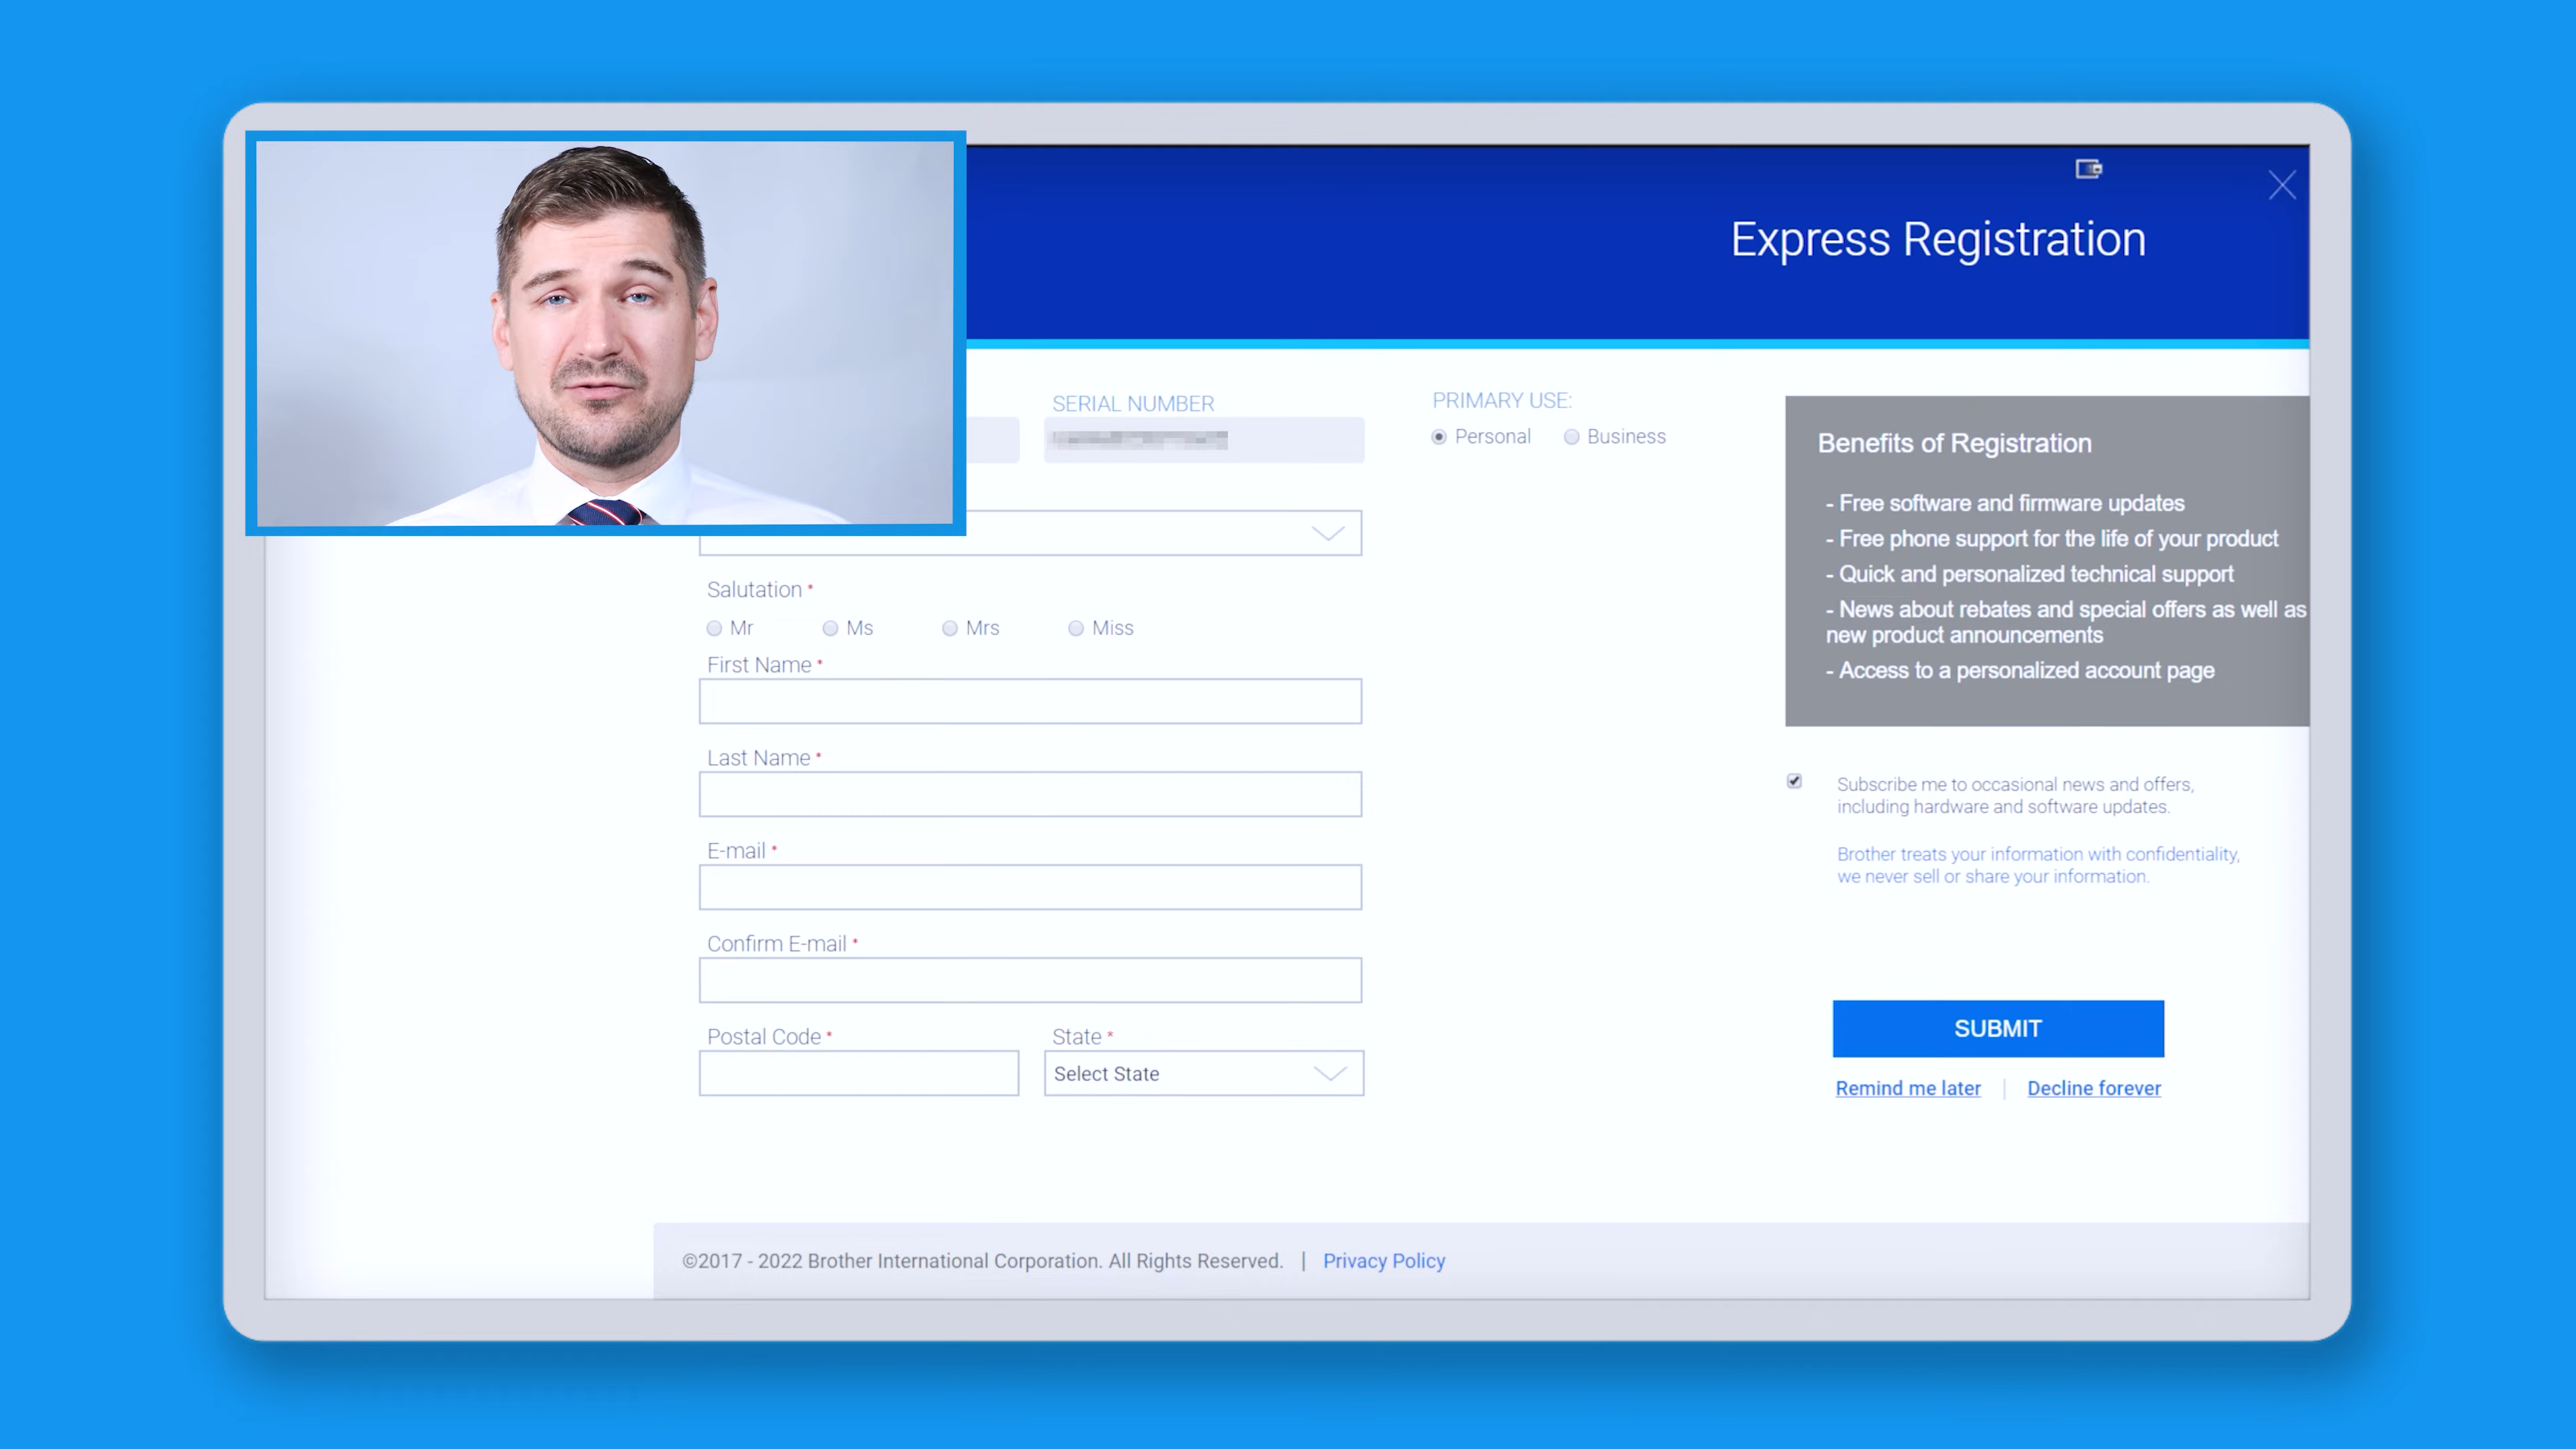 Express Registration
SERIAL NUMBER
PRIMARY USE:
Personal
Business
Salutation *
Mr
Ms
Mrs
Miss
First Name *
Last Name *
E-mail *
Confirm E-mail *
Postal Code *
State *
Select State
Benefits of Registration
- Free software and firmware updates
- Free phone support for the life of your product
- Quick and personalized technical support
- News about rebates and special offers as well as
new product announcements
- Access to a personalized account page
Subscribe me to occasional news and offers,
including hardware and software updates.
Brother treats your information with confidentiality,
we never sell or share your information.
SUBMIT
Remind me later | Decline forever
©2017 - 2022 Brother International Corporation. All Rights Reserved. | Privacy Policy